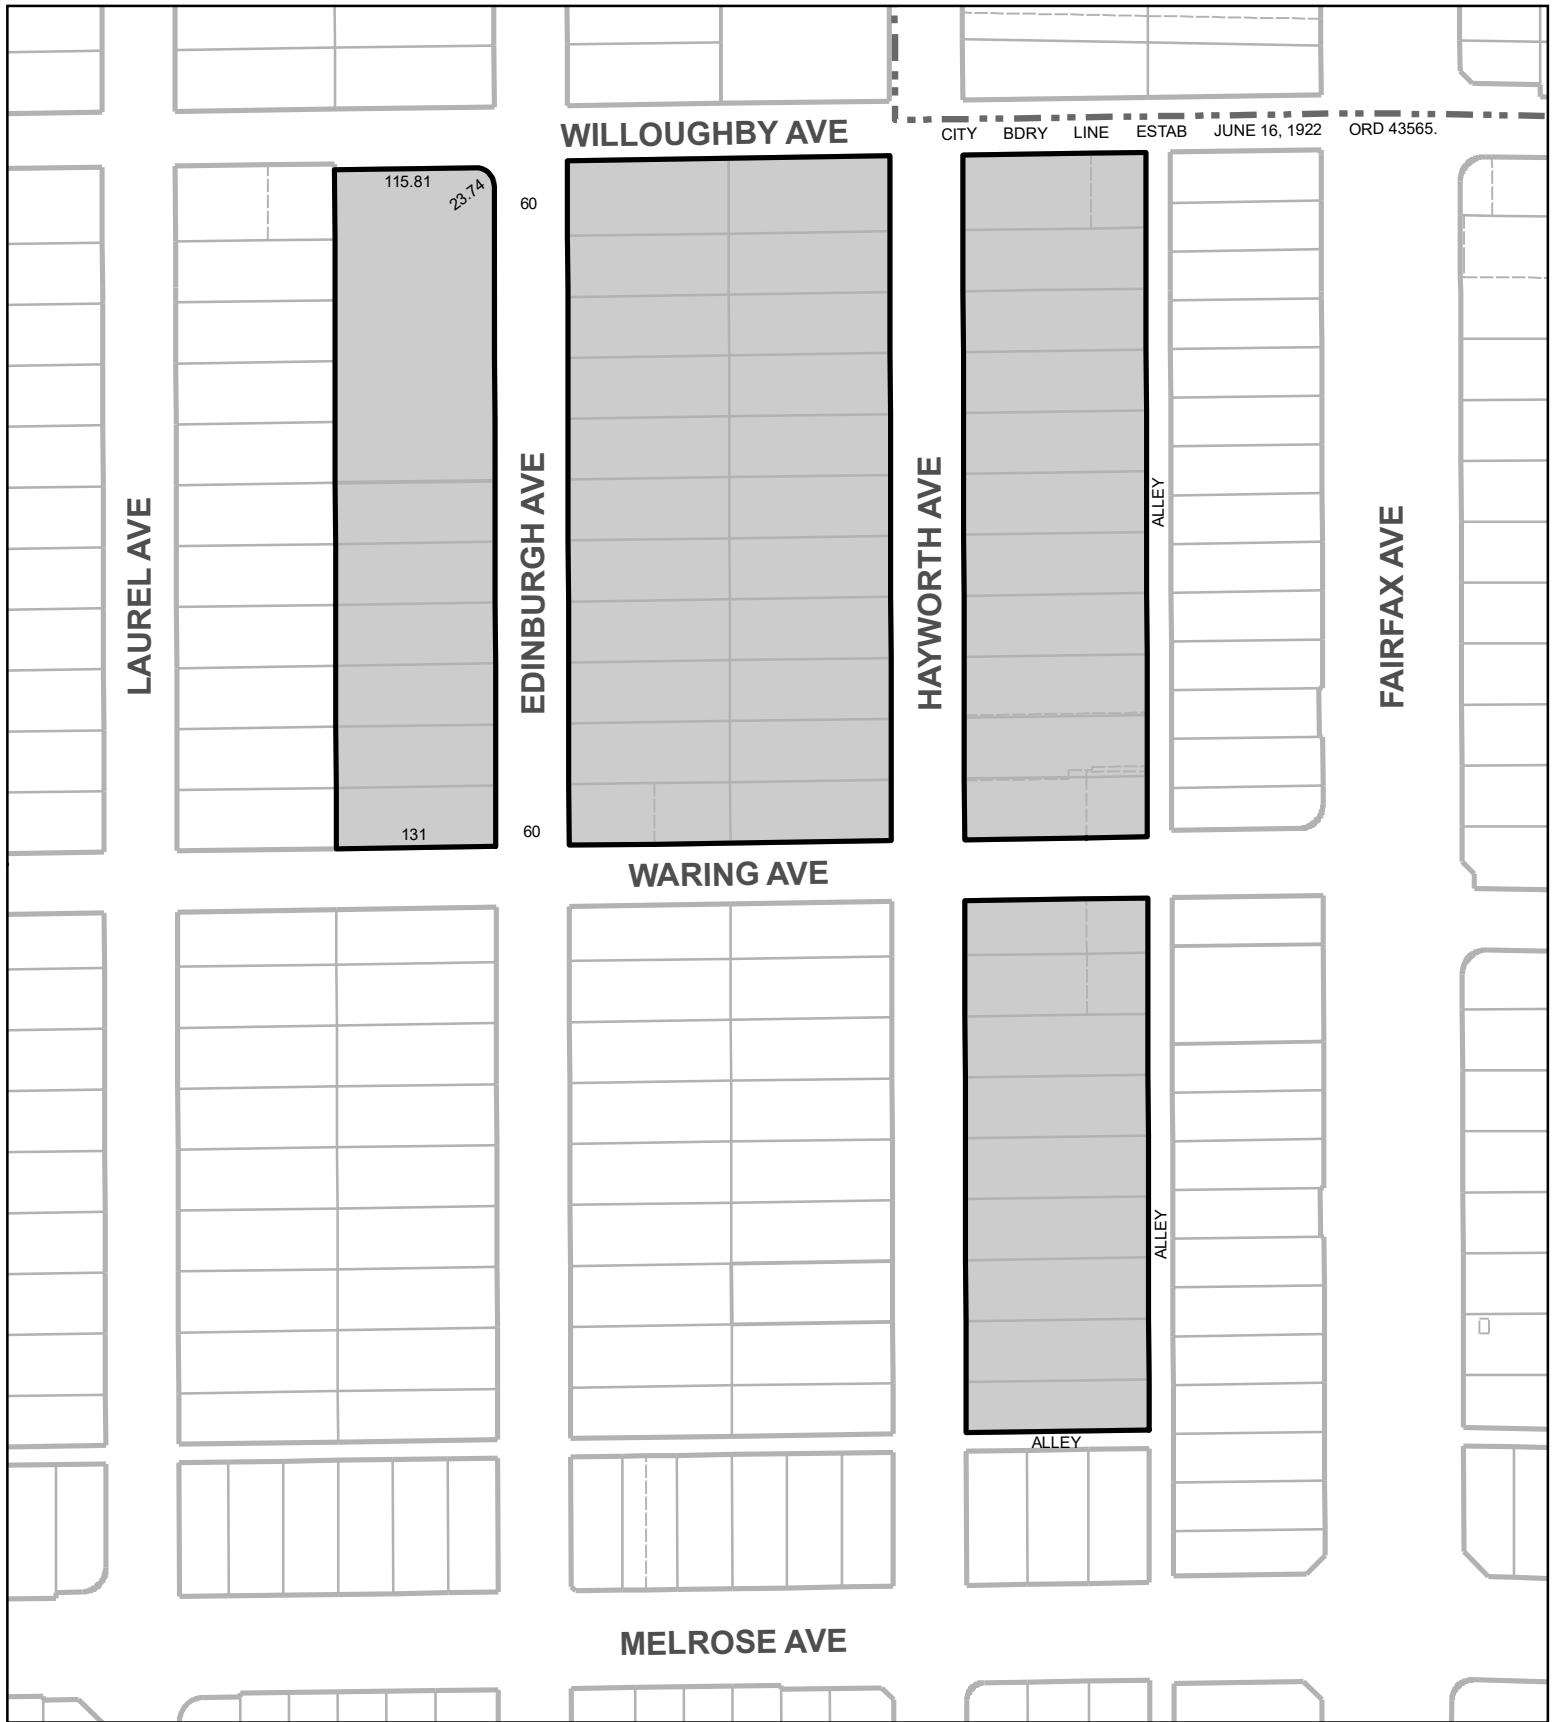 WILLOUGHBY AVE
CITY BDRY LINE ESTAB JUNE 16, 1922 ORD 43565.
115.81
23.74
60
LAUREL AVE
EDINBURGH AVE
HAYWORTH AVE
ALLEY
FAIRFAX AVE
131
60
WARING AVE
ALLEY
ALLEY
MELROSE AVE